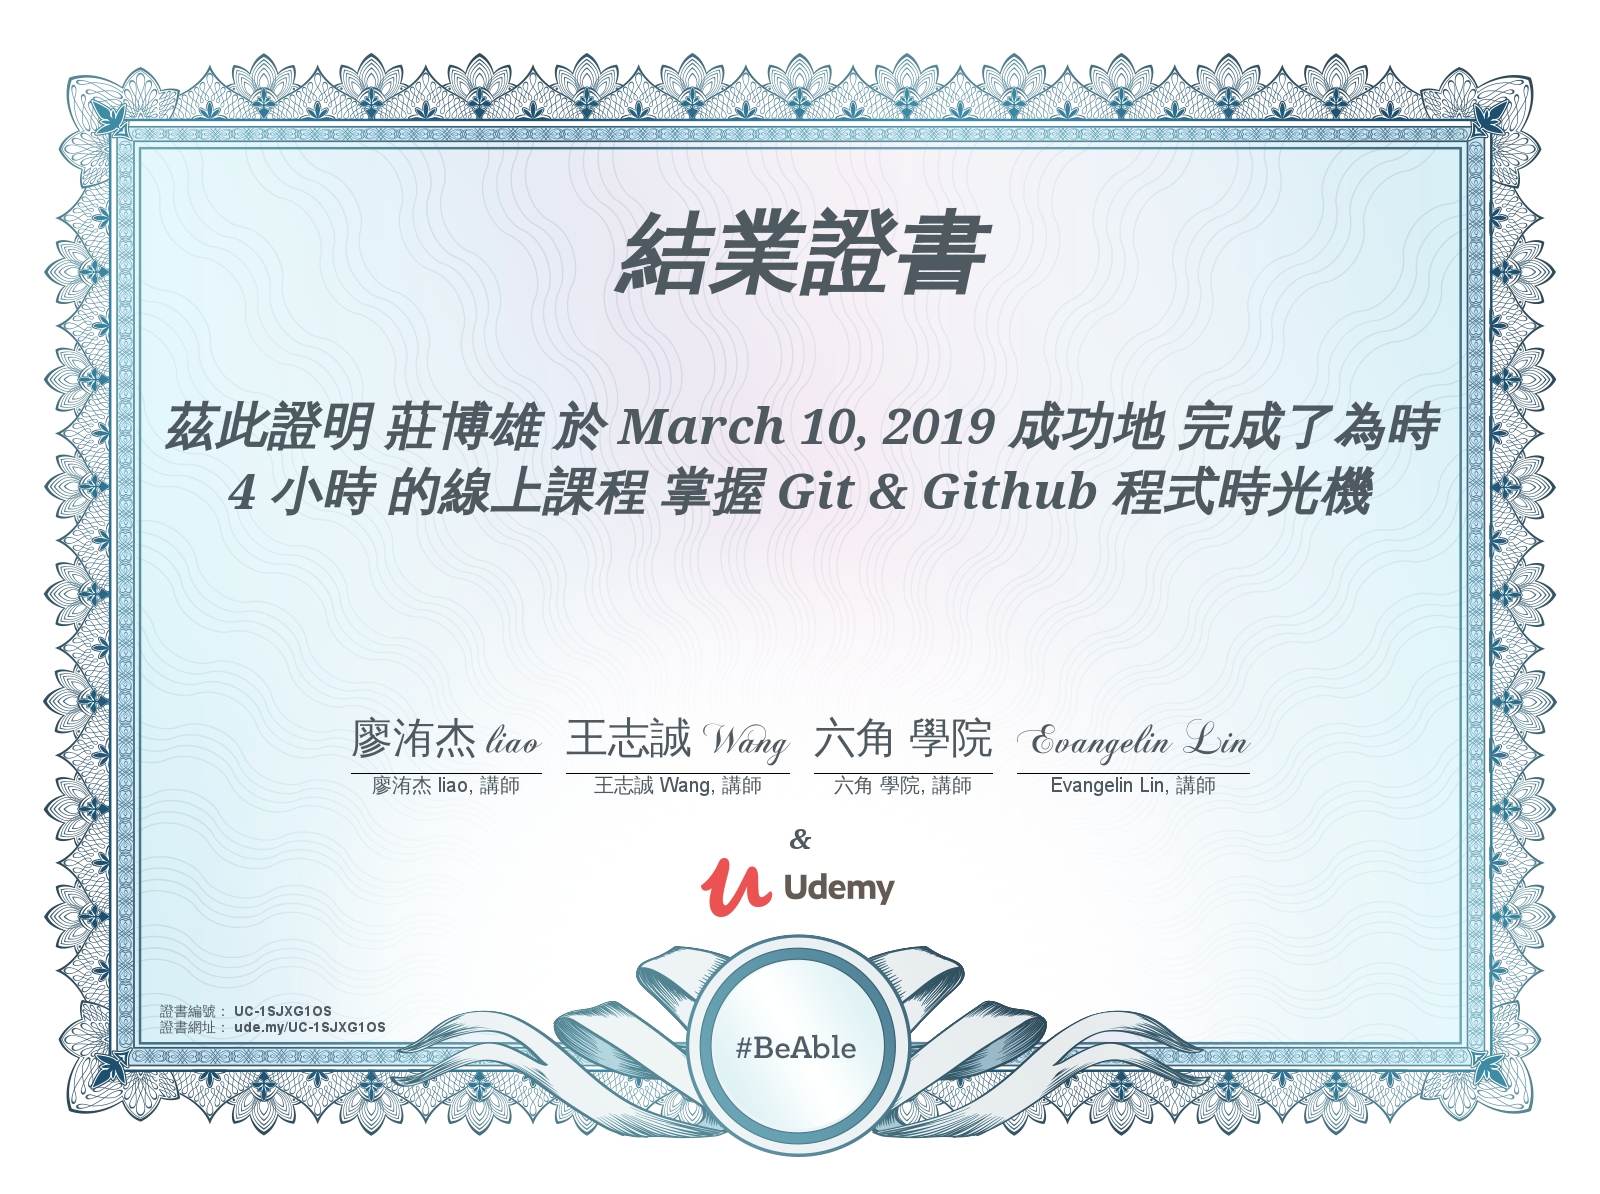 結業證書
茲此證明 莊博雄 於 March 10, 2019 成功地 完成了為時
4 小時 的線上課程 掌握 Git & Github 程式時光機
廖洧杰 liao 王志誠 Wang 六角 學院 Evangelin Lin
廖洧杰 liao, 講師 王志誠 Wang, 講師 六角 學院, 講師 Evangelin Lin, 講師
&
Udemy
證書編號： UC-1SJXG1OS
證書網址： ude.my/UC-1SJXG1OS
#BeAble